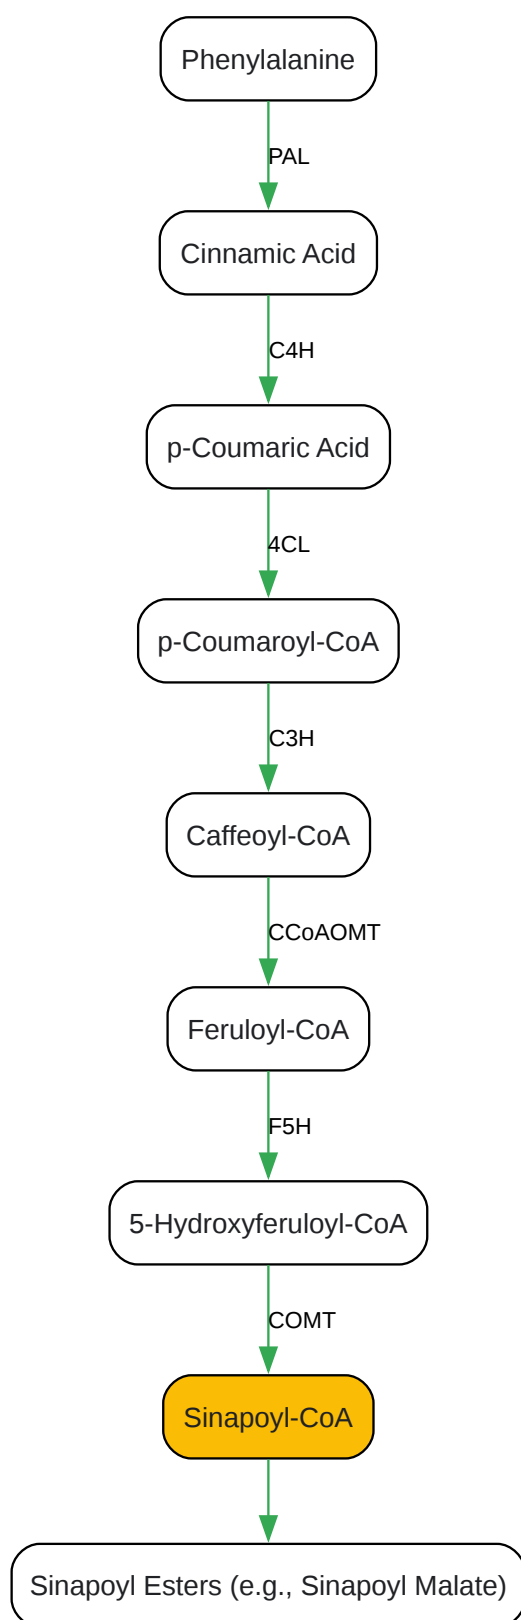 Phenylalanine
PAL
Cinnamic Acid
C4H
p-Coumaric Acid
4CL
p-Coumaroyl-CoA
C3H
Caffeoyl-CoA
CCoAOMT
Feruloyl-CoA
F5H
5-Hydroxyferuloyl-CoA
COMT
Sinapoyl-CoA
Sinapoyl Esters (e.g., Sinapoyl Malate)